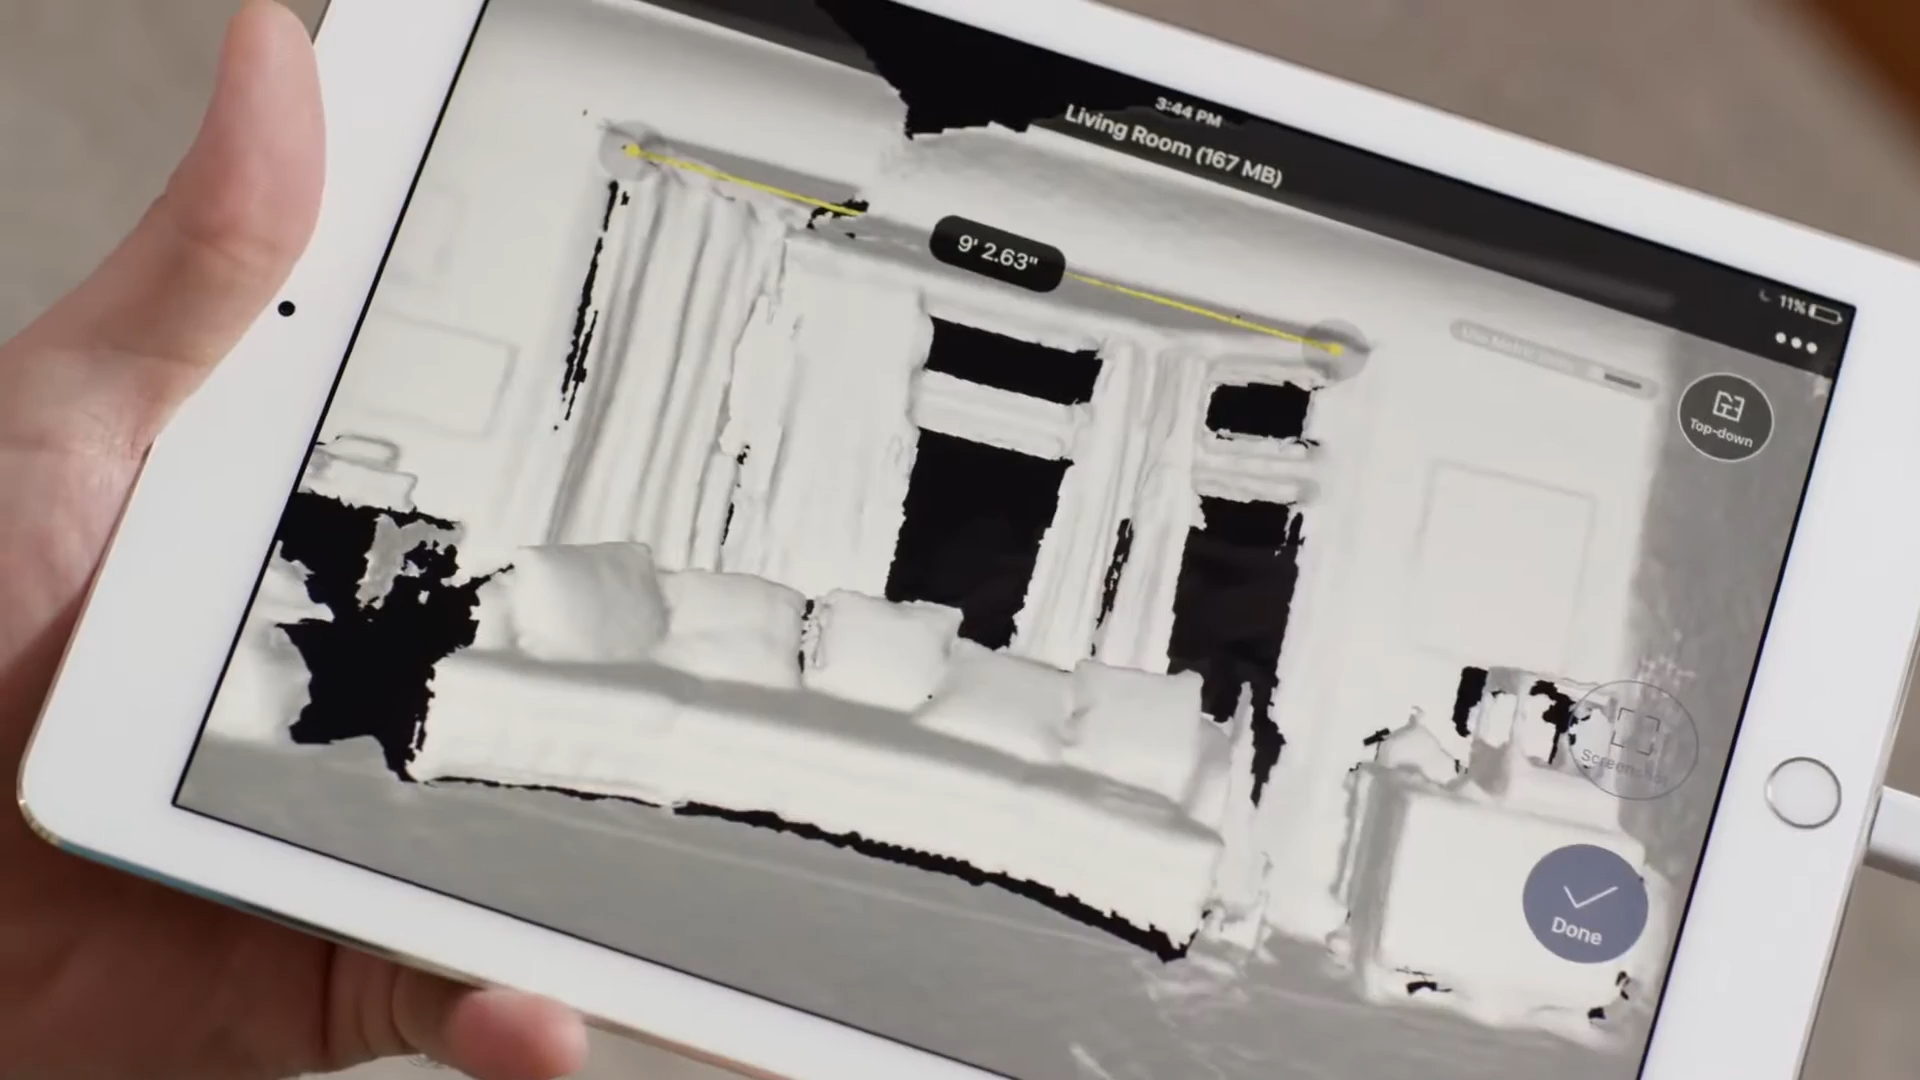 3:44 PM
Living Room (167 MB)
11%
9' 2.63"
Top-down
Done